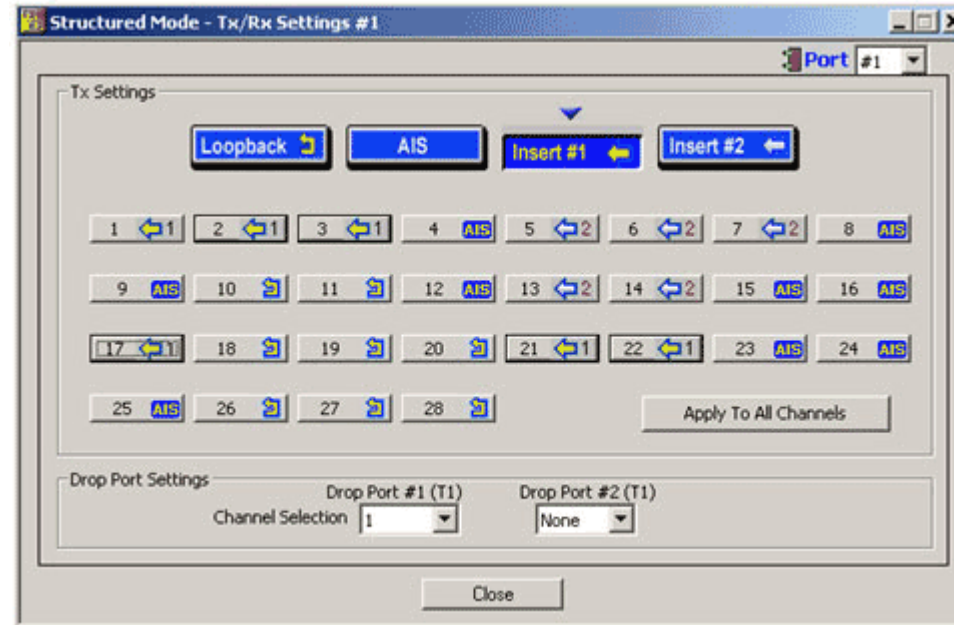 Structured Mode - Tx/Rx Settings #1
Port #1
Tx Settings
Loopback AIS Insert #1 Insert #2
1 1 2 1 3 1 4 AIS 5 2 6 2 7 2 8 AIS
9 AIS 10 11 12 AIS 13 2 14 2 15 AIS 16 AIS
17 1 18 19 20 21 1 22 1 23 AIS 24 AIS
25 AIS 26 27 28 Apply To All Channels
Drop Port Settings
Drop Port #1 (T1) Drop Port #2 (T1)
Channel Selection 1 None
Close